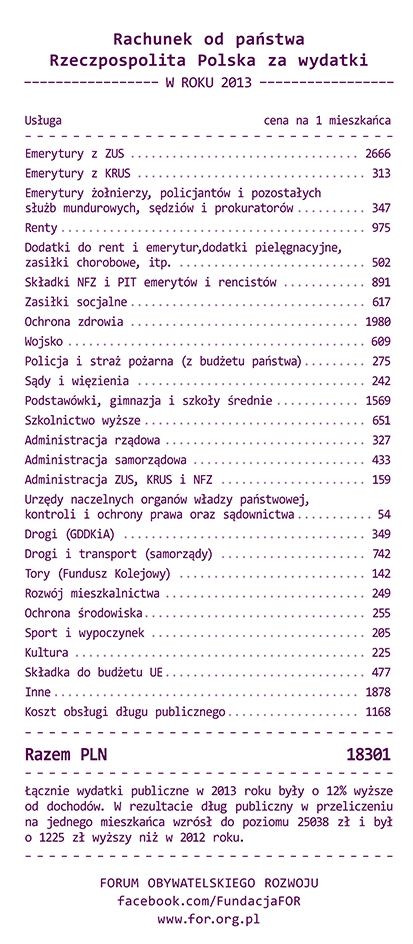 Rachunek od państwa
Rzeczpospolita Polska za wydatki
W ROKU 2013
Usługa cena na 1 mieszkańca
Emerytury z ZUS 2666
Emerytury z KRUS 313
Emerytury żołnierzy, policjantów i pozostałych
służb mundurowych, sędziów i prokuratorów 347
Renty 975
Dodatki do rent i emerytur,dodatki pielęgnacyjne,
zasiłki chorobowe, itp. 502
Składki NFZ i PIT emerytów i rencistów 891
Zasiłki socjalne 617
Ochrona zdrowia 1980
Wojsko 609
Policja i straż pożarna (z budżetu państwa) 275
Sądy i więzienia 242
Podstawówki, gimnazja i szkoły średnie 1569
Szkolnictwo wyższe 651
Administracja rządowa 327
Administracja samorządowa 433
Administracja ZUS, KRUS i NFZ 159
Urzędy naczelnych organów władzy państwowej,
kontroli i ochrony prawa oraz sądownictwa 54
Drogi (GDDKiA) 349
Drogi i transport (samorządy) 742
Tory (Fundusz Kolejowy) 142
Rozwój mieszkalnictwa 249
Ochrona środowiska 255
Sport i wypoczynek 205
Kultura 225
Składka do budżetu UE 477
Inne 1878
Koszt obsługi długu publicznego 1168
Razem PLN 18301
Łącznie wydatki publiczne w 2013 roku były o 12% wyższe
od dochodów. W rezultacie dług publiczny w przeliczeniu
na jednego mieszkańca wzrósł do poziomu 25038 zł i był
o 1225 zł wyższy niż w 2012 roku.
FORUM OBYWATELSKIEGO ROZWOJU
facebook.com/FundacjaFOR
www.for.org.pl